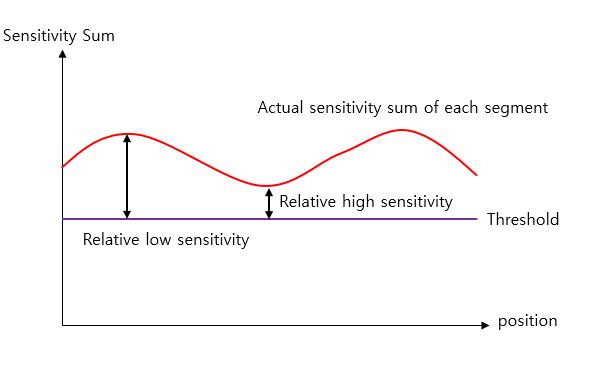 Sensitivity Sum
Actual sensitivity sum of each segment
Relative high sensitivity
Threshold
Relative low sensitivity
position